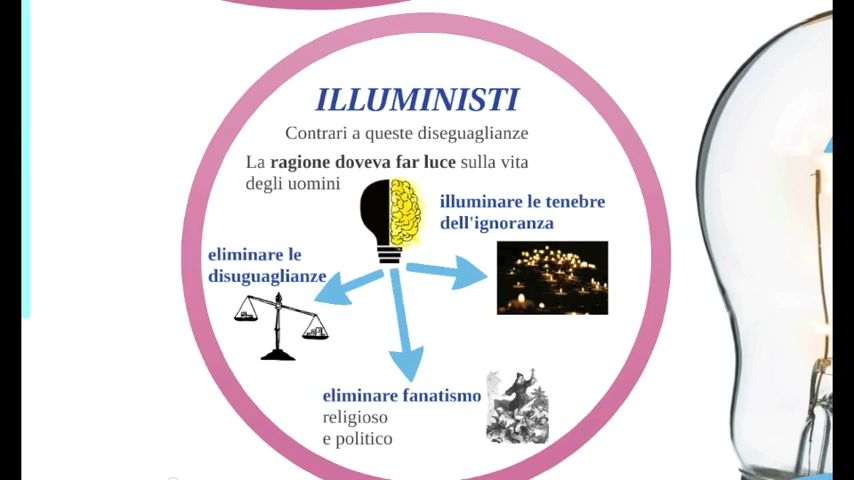 ILLUMINISTI
Contrari a queste diseguaglianze
La ragione doveva far luce sulla vita
degli uomini
illuminare le tenebre
dell'ignoranza
eliminare le
disuguaglianze
eliminare fanatismo
religioso
e politico